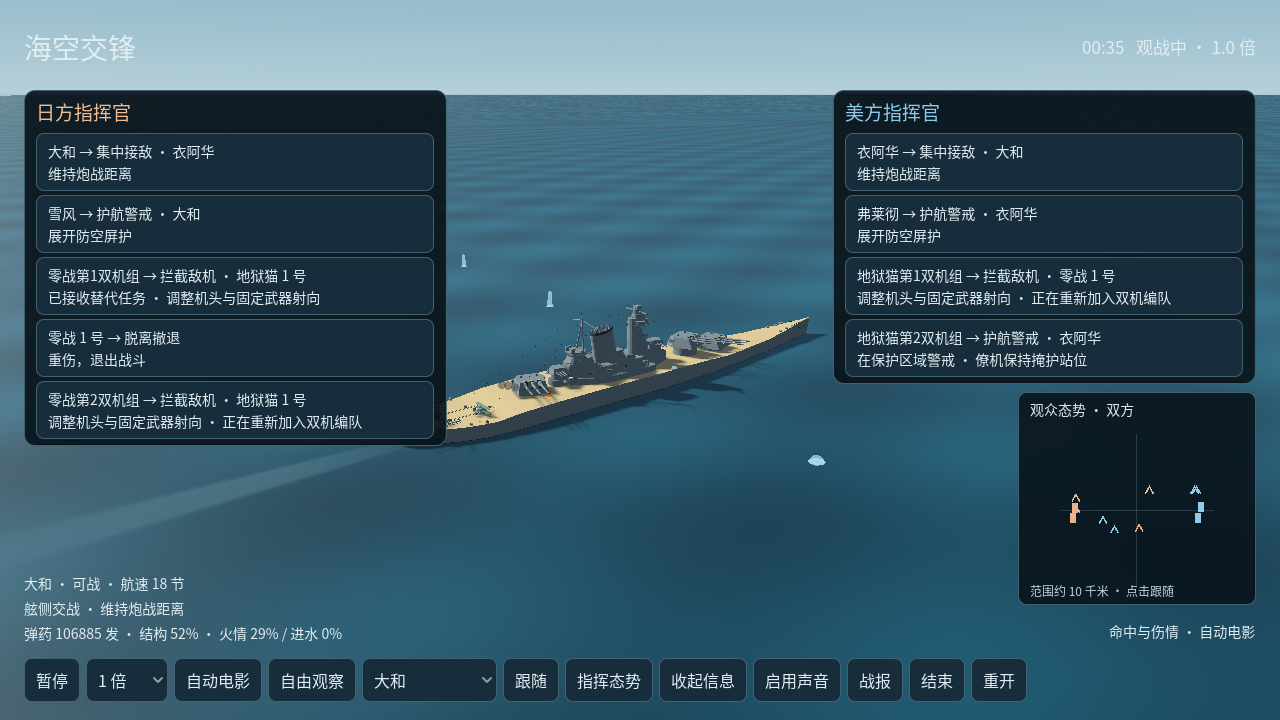 海空交锋
00:35 观战中 · 1.0 倍
日方指挥官
大和 → 集中接敌 · 衣阿华
维持炮战距离
雪风 → 护航警戒 · 大和
展开防空屏护
零战第1双机组 → 拦截敌机 · 地狱猫 1 号
已接收替代任务 · 调整机头与固定武器射向
零战 1 号 → 脱离撤退
重伤，退出战斗
零战第2双机组 → 拦截敌机 · 地狱猫 1 号
调整机头与固定武器射向 · 正在重新加入双机编队
美方指挥官
衣阿华 → 集中接敌 · 大和
维持炮战距离
弗莱彻 → 护航警戒 · 衣阿华
展开防空屏护
地狱猫第1双机组 → 拦截敌机 · 零战 1 号
调整机头与固定武器射向 · 正在重新加入双机编队
地狱猫第2双机组 → 护航警戒 · 衣阿华
在保护区域警戒 · 僚机保持掩护站位
观众态势 · 双方
范围约 10 千米 · 点击跟随
大和 · 可战 · 航速 18 节
舷侧交战 · 维持炮战距离
弹药 106885 发 · 结构 52% · 火情 29% / 进水 0%
命中与伤情 · 自动电影
暂停 1 倍 自动电影 自由观察 大和 跟随 指挥态势 收起信息 启用声音 战报 结束 重开